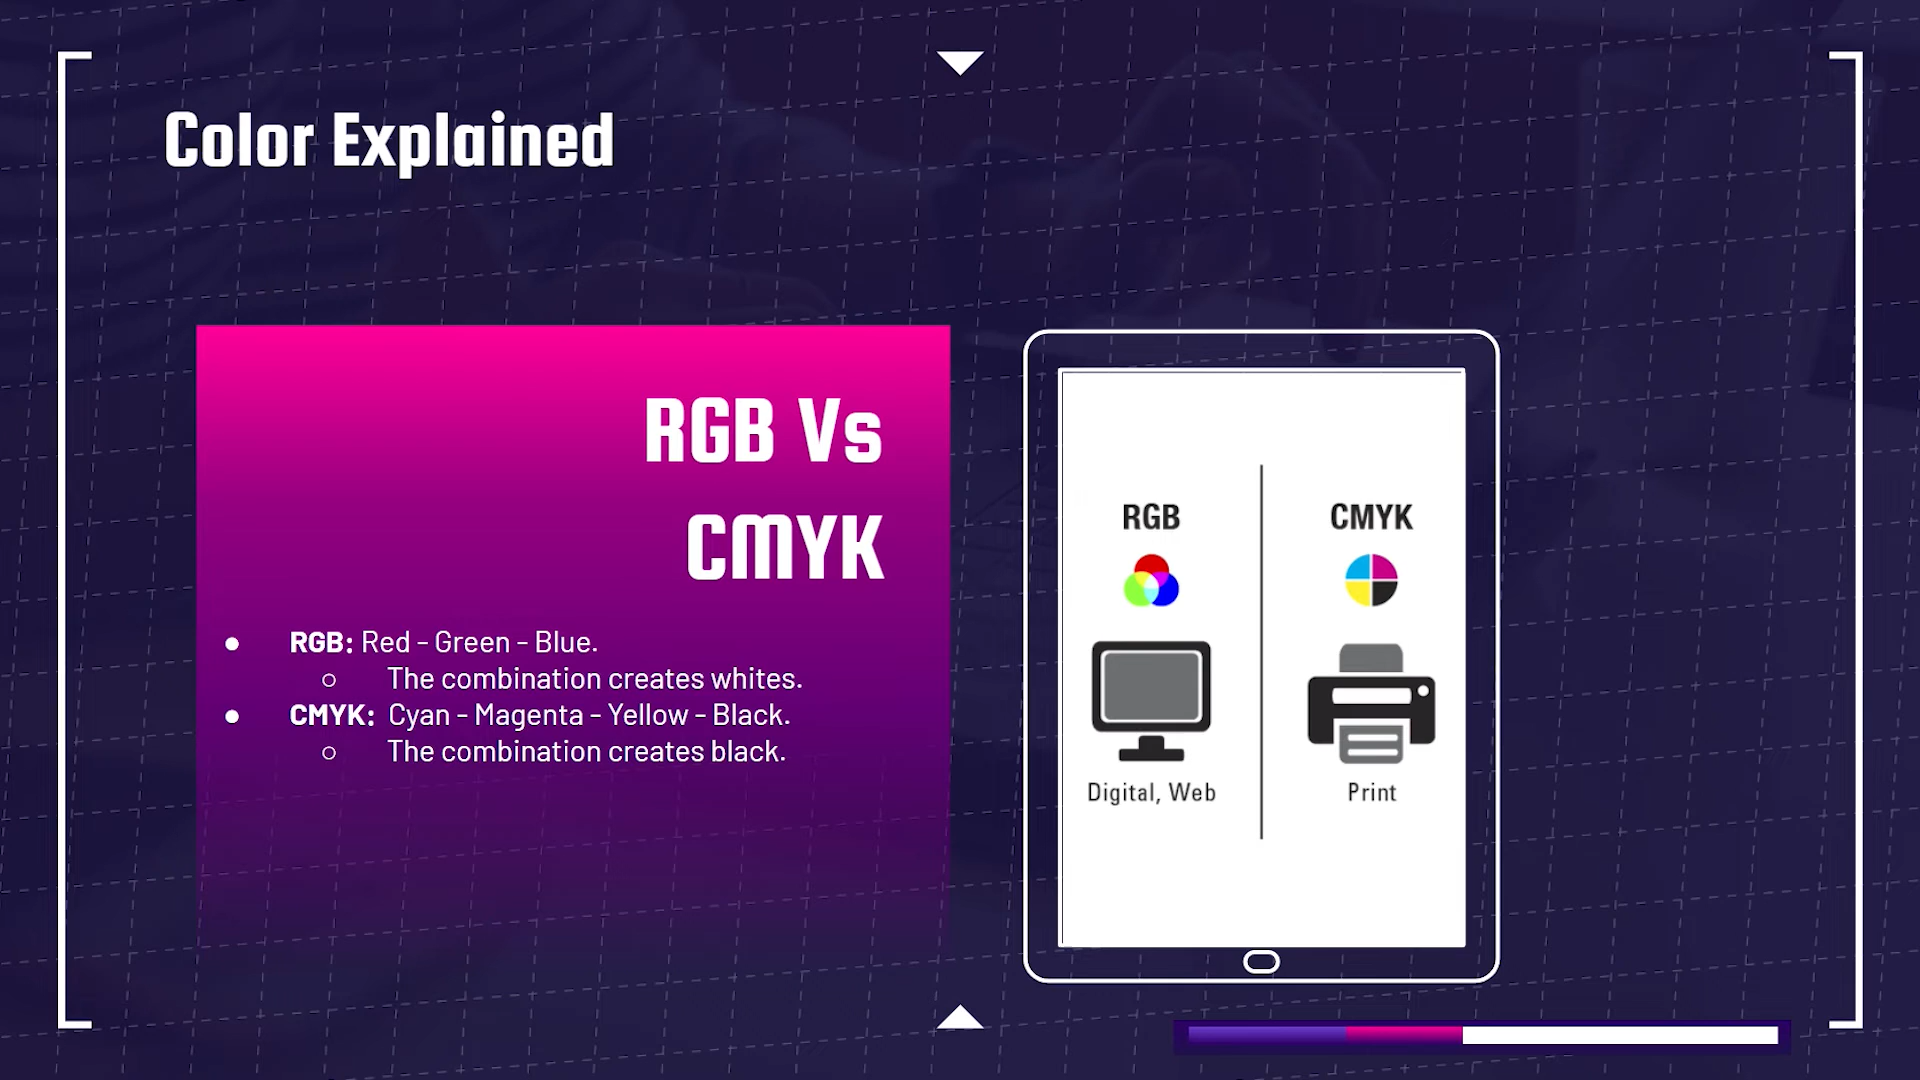 Color Explained
RGB Vs
CMYK
● RGB: Red - Green - Blue.
○ The combination creates whites.
● CMYK: Cyan - Magenta - Yellow - Black.
○ The combination creates black.
RGB
CMYK
Digital, Web
Print